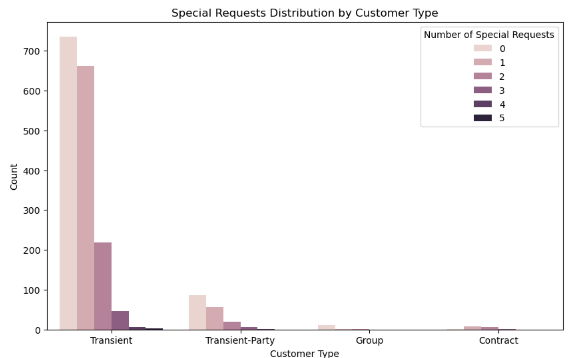 Special Requests Distribution by Customer Type
Number of Special Requests
0
1
2
3
4
5
700
600
500
400
300
200
100
0
Count
Transient
Transient-Party
Group
Contract
Customer Type